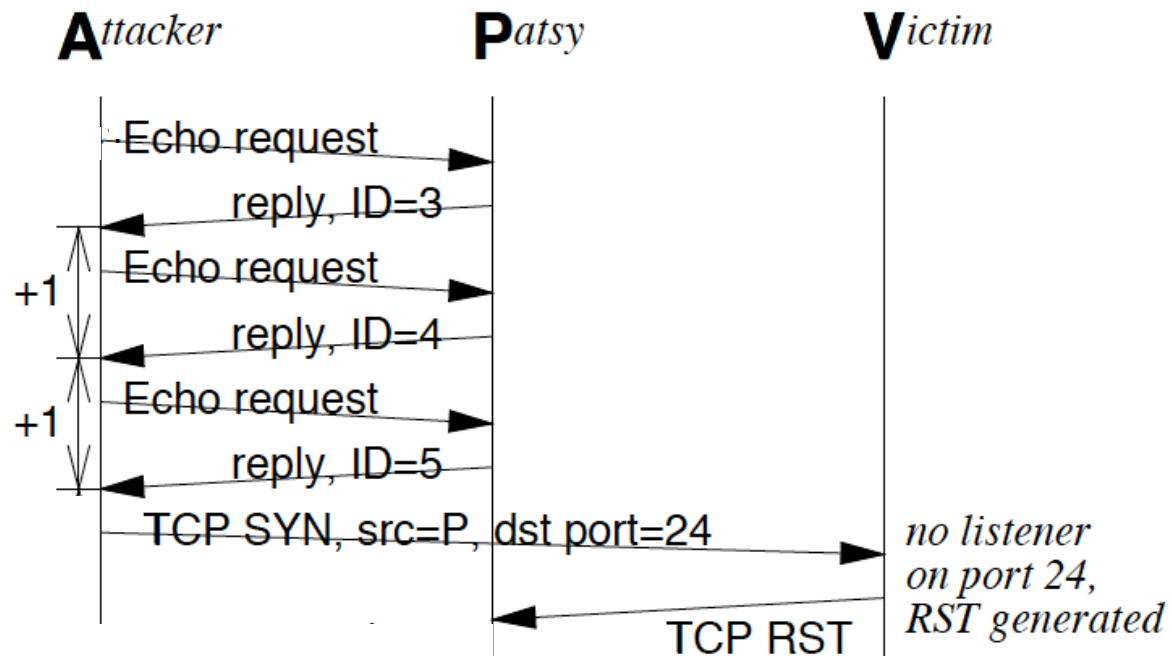 Attacker Patsy Victim
Echo request
reply, ID=3
+1
Echo request
reply, ID=4
+1
Echo request
reply, ID=5
TCP SYN, src=P, dst port=24
no listener
on port 24,
RST generated
TCP RST